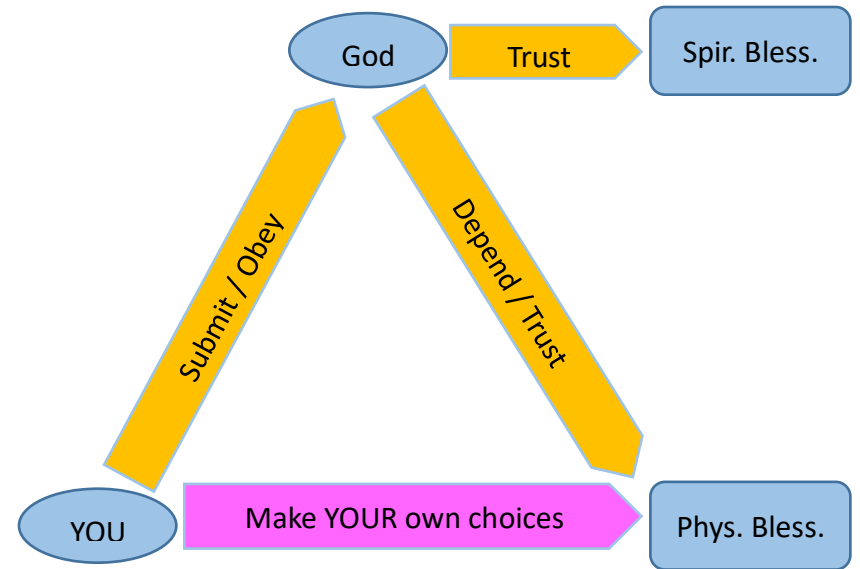 God
Trust
Spir. Bless.
Submit / Obey
Depend / Trust
YOU
Make YOUR own choices
Phys. Bless.